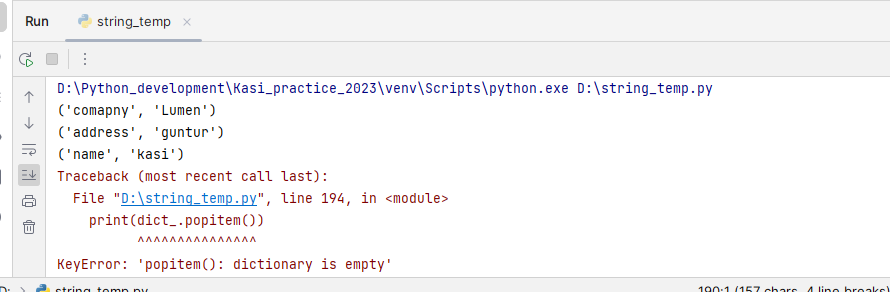 Run string_temp
D:\Python_development\Kasi_practice_2023\venv\Scripts\python.exe D:\string_temp.py
('comapny', 'Lumen')
('address', 'guntur')
('name', 'kasi')
Traceback (most recent call last):
File "D:\string_temp.py", line 194, in <module>
print(dict_.popitem())
^^^^^^^^^^^^^^^
KeyError: 'popitem(): dictionary is empty'
D: > string_temp.py 190:1 (157 chars, 4 line breaks)